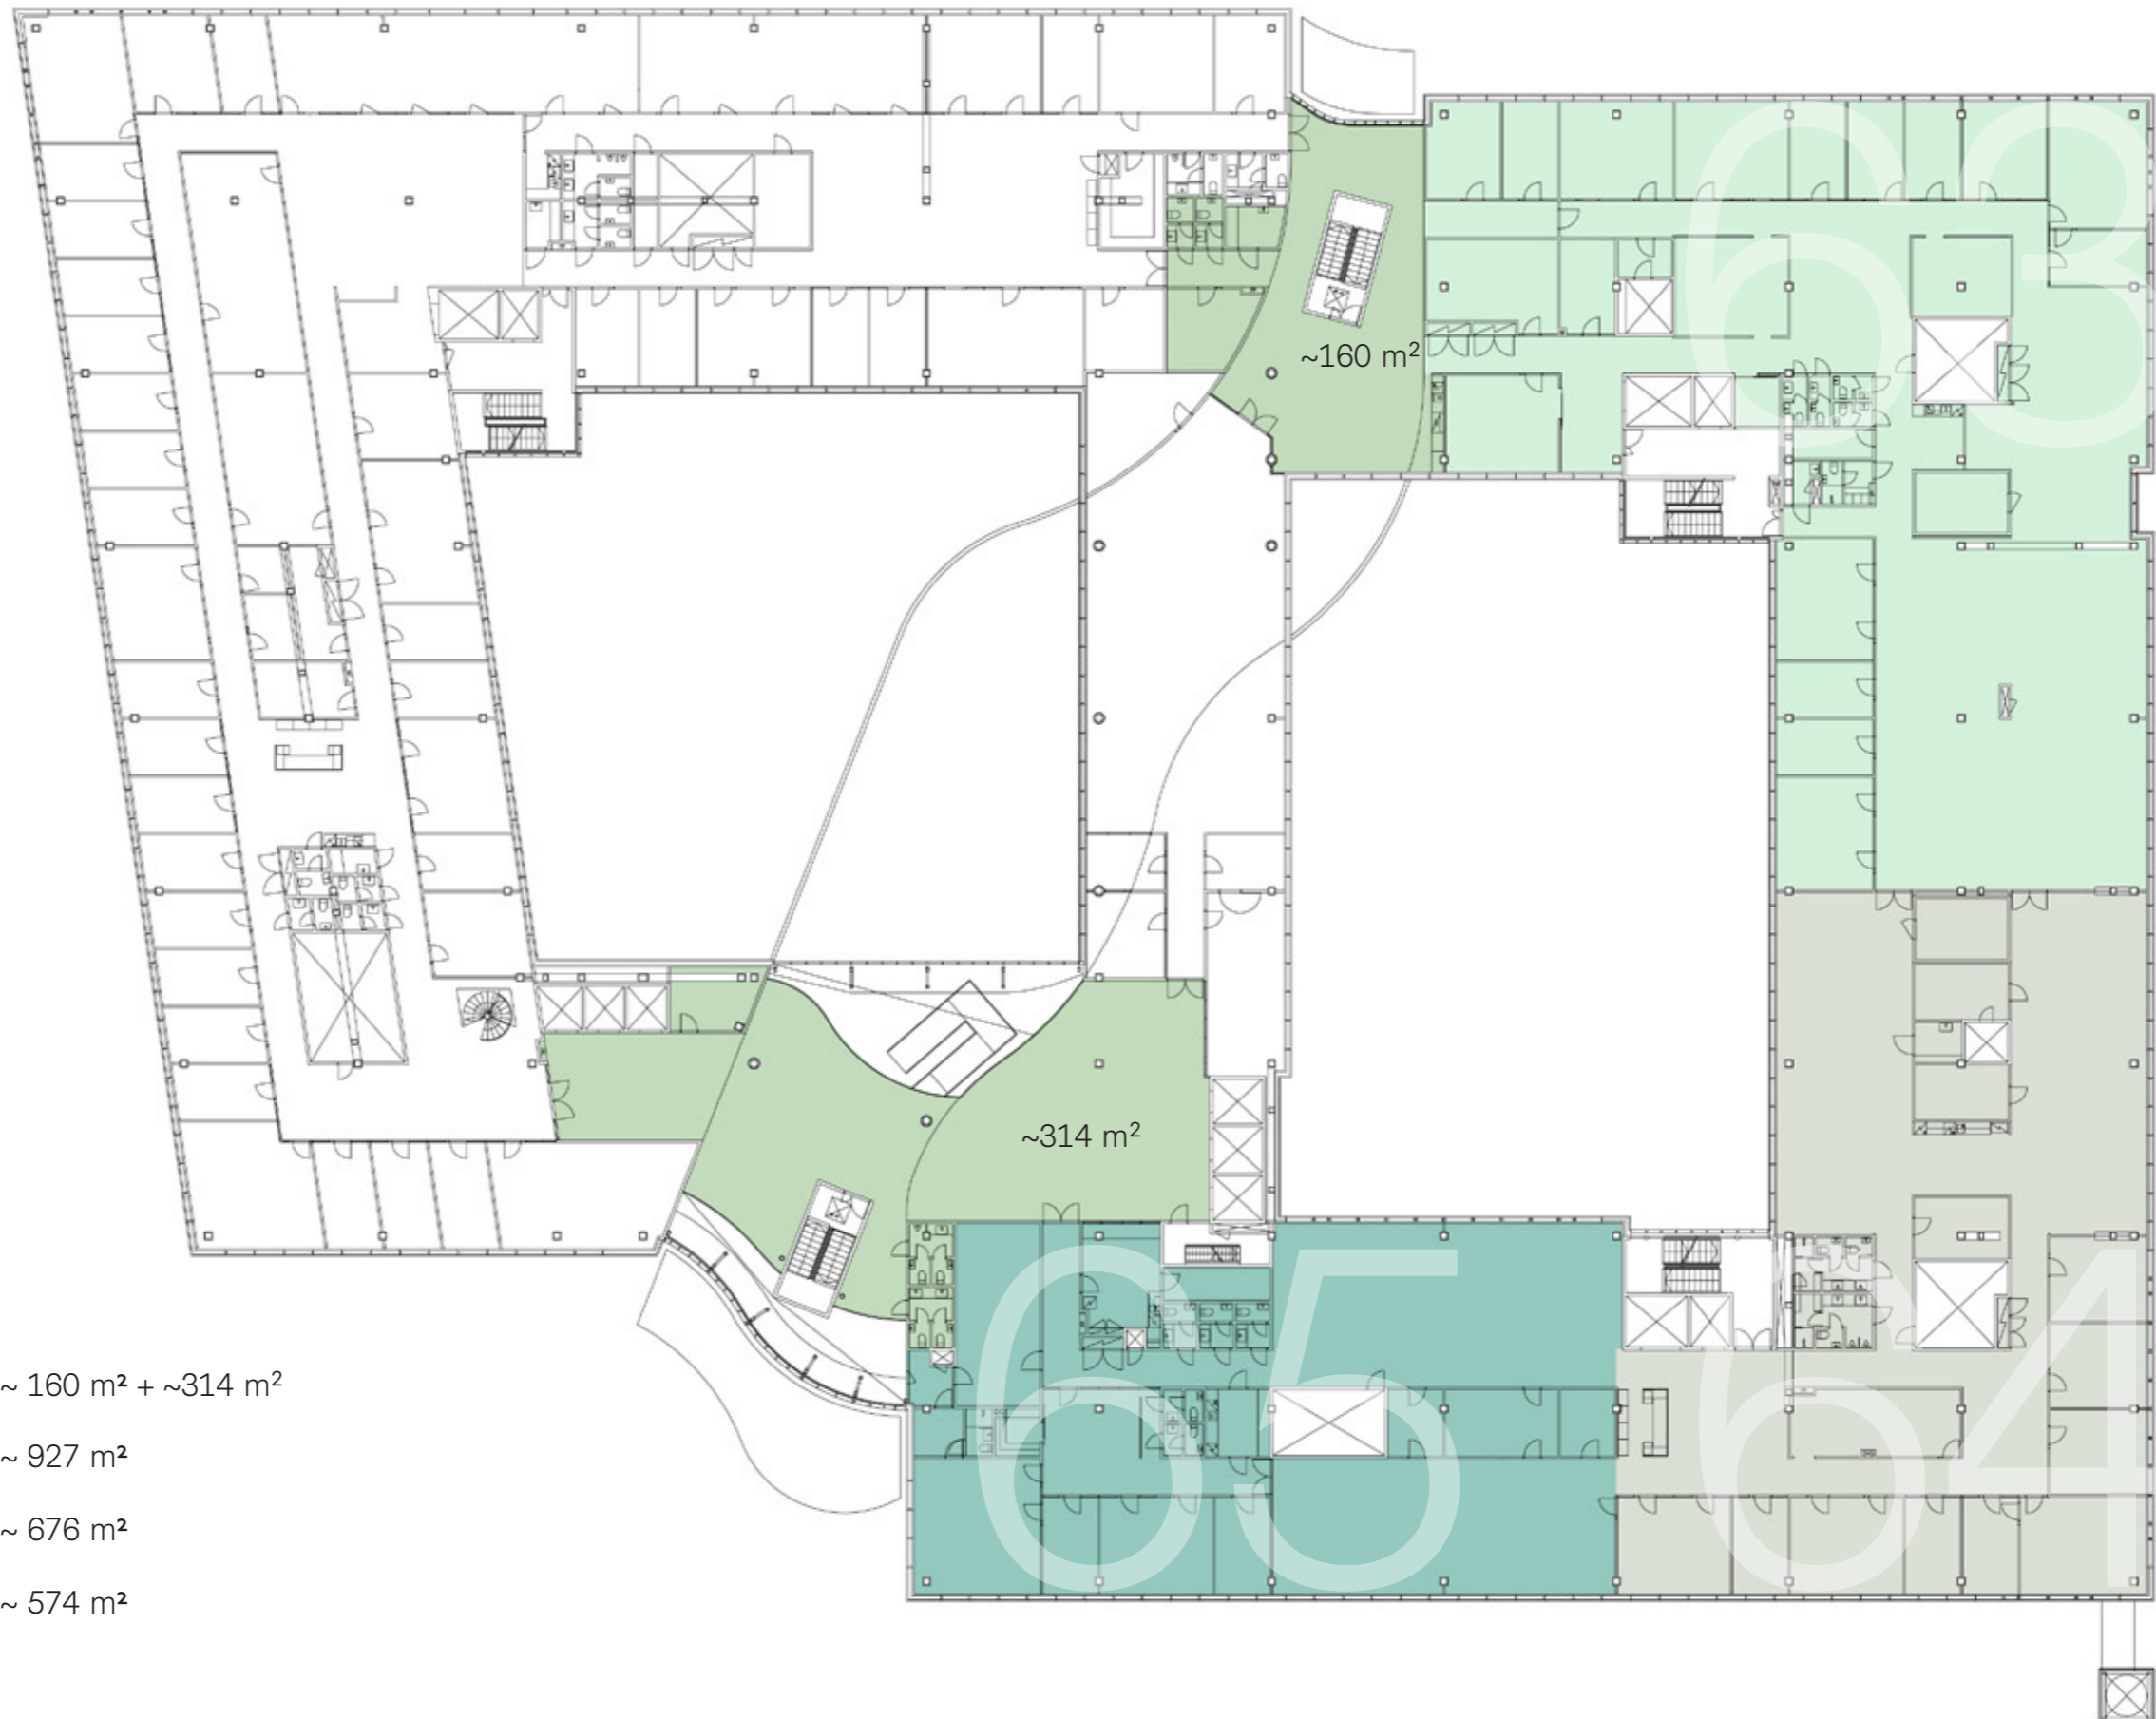 63
~160 m²
~314 m²
65 64
~ 160 m² + ~314 m²
~ 927 m²
~ 676 m²
~ 574 m²